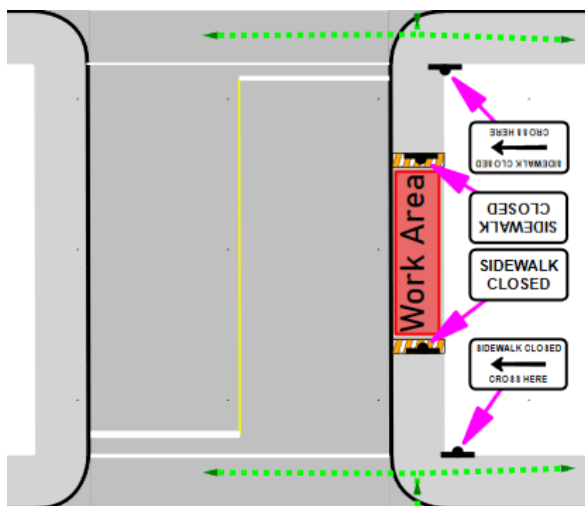 SIDEWALK CLOSED
CROSS HERE
SIDEWALK
CLOSED
Work Area
SIDEWALK
CLOSED
SIDEWALK CLOSED
CROSS HERE